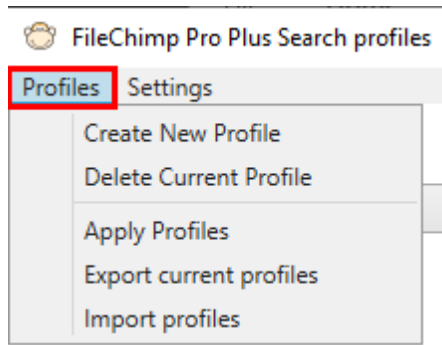 FileChimp Pro Plus Search profiles
Profiles Settings
Create New Profile
Delete Current Profile
Apply Profiles
Export current profiles
Import profiles